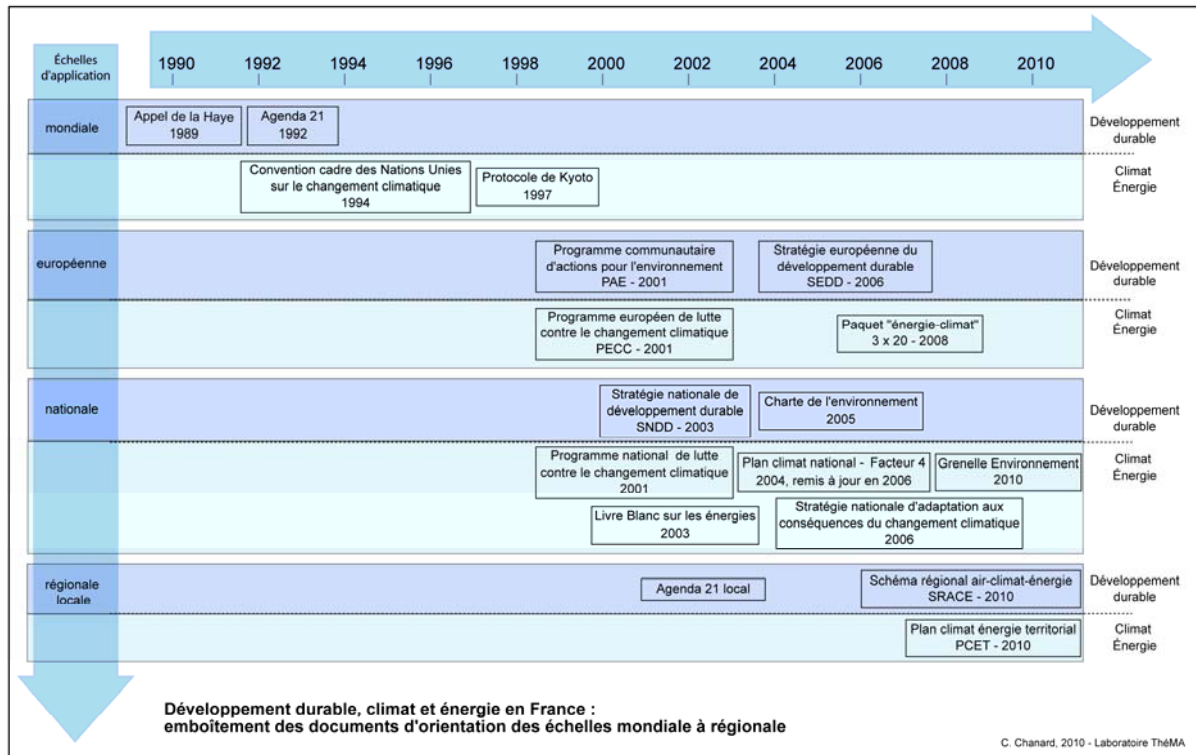 Échelles
d'application
1990 1992 1994 1996 1998 2000 2002 2004 2006 2008 2010
mondiale
Appel de la Haye
1989
Agenda 21
1992
Développement
durable
Convention cadre des Nations Unies
sur le changement climatique
1994
Protocole de Kyoto
1997
Climat
Énergie
européenne
Programme communautaire
d'actions pour l'environnement
PAE - 2001
Stratégie européenne du
développement durable
SEDD - 2006
Développement
durable
Programme européen de lutte
contre le changement climatique
PECC - 2001
Paquet "énergie-climat"
3 x 20 - 2008
Climat
Énergie
nationale
Stratégie nationale de
développement durable
SNDD - 2003
Charte de l'environnement
2005
Développement
durable
Programme national de lutte
contre le changement climatique
2001
Plan climat national - Facteur 4
2004, remis à jour en 2006
Grenelle Environnement
2010
Climat
Énergie
Livre Blanc sur les énergies
2003
Stratégie nationale d'adaptation aux
conséquences du changement climatique
2006
régionale
locale
Agenda 21 local
Schéma régional air-climat-énergie
SRACE - 2010
Développement
durable
Plan climat énergie territorial
PCET - 2010
Climat
Énergie
Développement durable, climat et énergie en France :
emboîtement des documents d'orientation des échelles mondiale à régionale
C. Chanard, 2010 - Laboratoire ThéMA